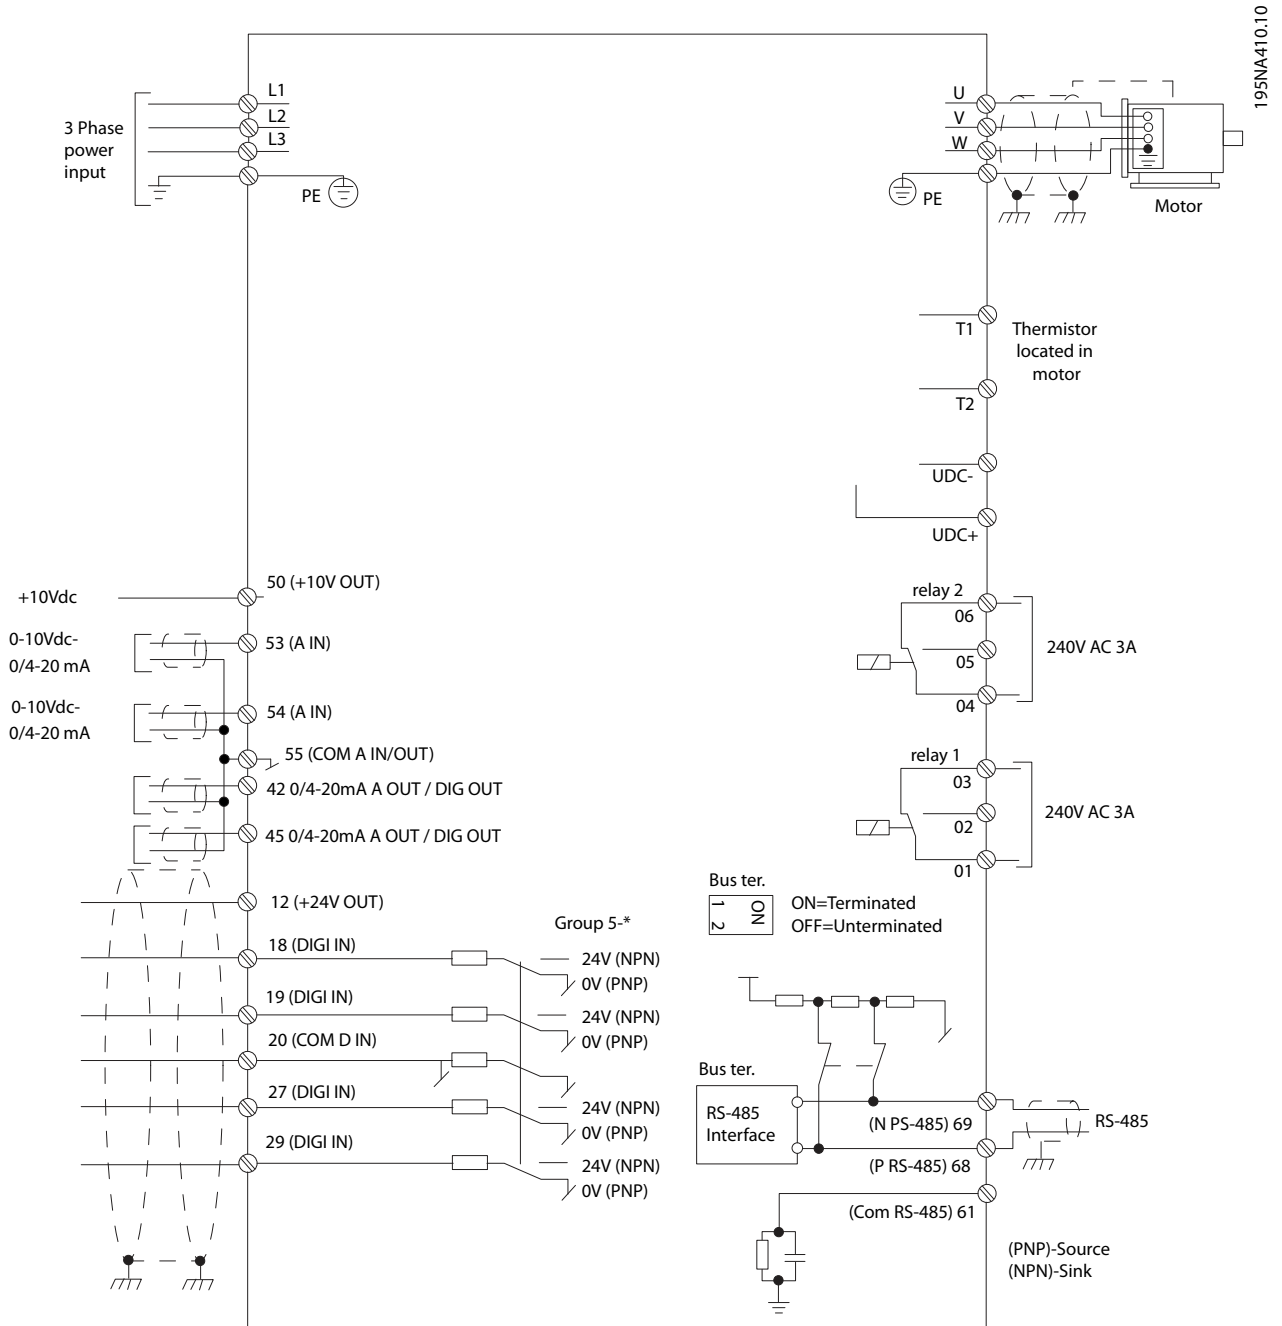 195NA410.10
L1
L2
L3
3 Phase
power
input
PE
U
V
W
PE
Motor
T1
Thermistor
located in
motor
T2
UDC-
UDC+
50 (+10V OUT)
+10Vdc
0-10Vdc-
0/4-20 mA
53 (A IN)
0-10Vdc-
0/4-20 mA
54 (A IN)
55 (COM A IN/OUT)
42 0/4-20mA A OUT / DIG OUT
45 0/4-20mA A OUT / DIG OUT
12 (+24V OUT)
18 (DIGI IN)
19 (DIGI IN)
20 (COM D IN)
27 (DIGI IN)
29 (DIGI IN)
Group 5-*
24V (NPN)
0V (PNP)
24V (NPN)
0V (PNP)
24V (NPN)
0V (PNP)
24V (NPN)
0V (PNP)
relay 2
06
05
04
240V AC 3A
relay 1
03
02
01
240V AC 3A
Bus ter.
1 2 ON
ON=Terminated
OFF=Unterminated
Bus ter.
RS-485
Interface
(N PS-485) 69
RS-485
(P RS-485) 68
(Com RS-485) 61
(PNP)-Source
(NPN)-Sink